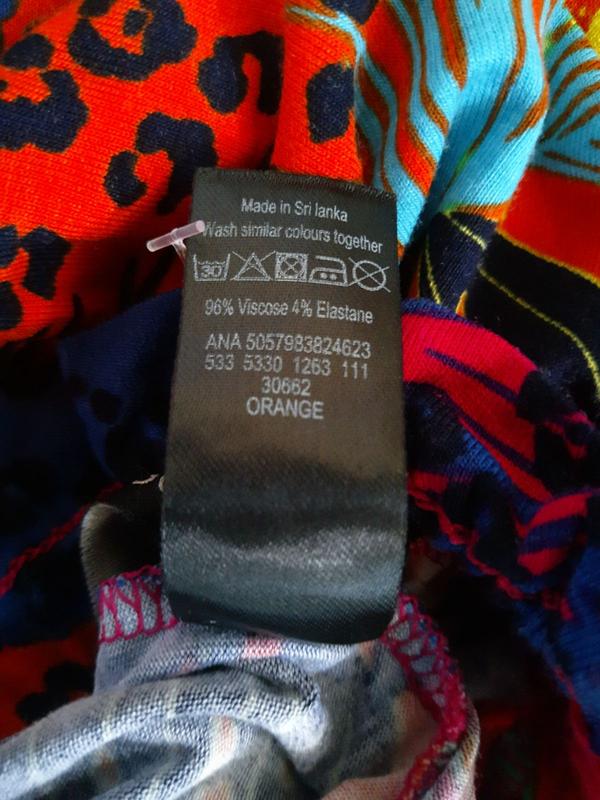 Made in Sri lanka
Wash similar colours together
30
96% Viscose 4% Elastane
ANA 5057983824623
533 5330 1263 111
30662
ORANGE